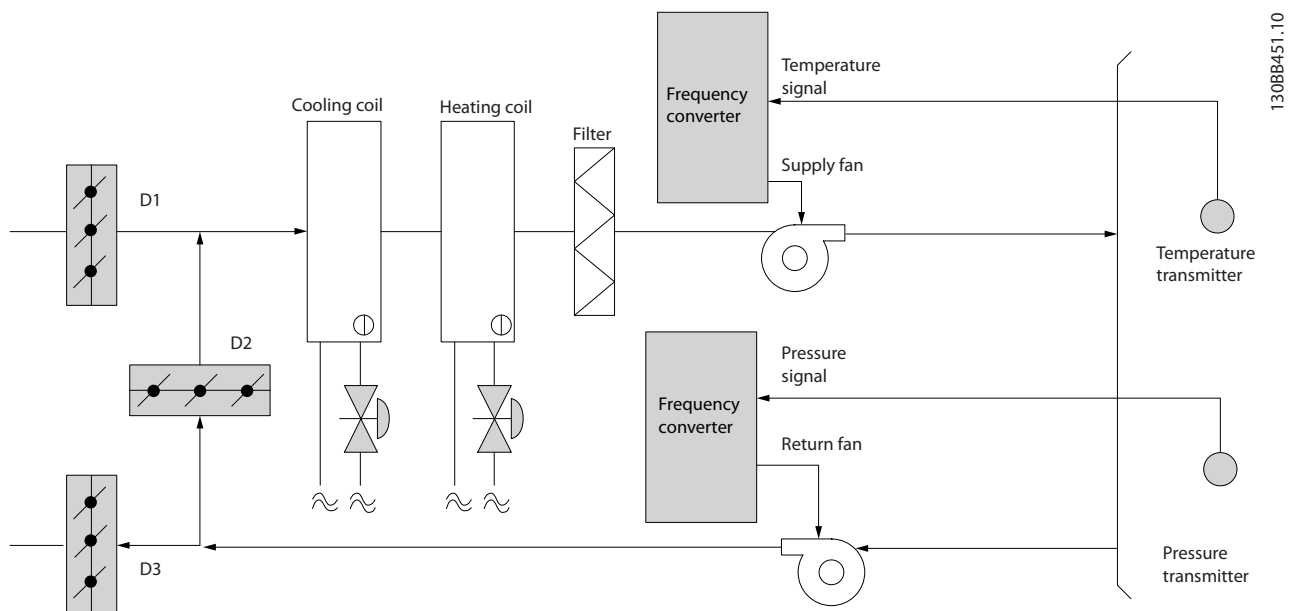 130BB451.10
Temperature
signal
Frequency
converter
Cooling coil
Heating coil
Filter
Supply fan
D1
Temperature
transmitter
D2
Pressure
signal
Frequency
converter
Return fan
D3
Pressure
transmitter